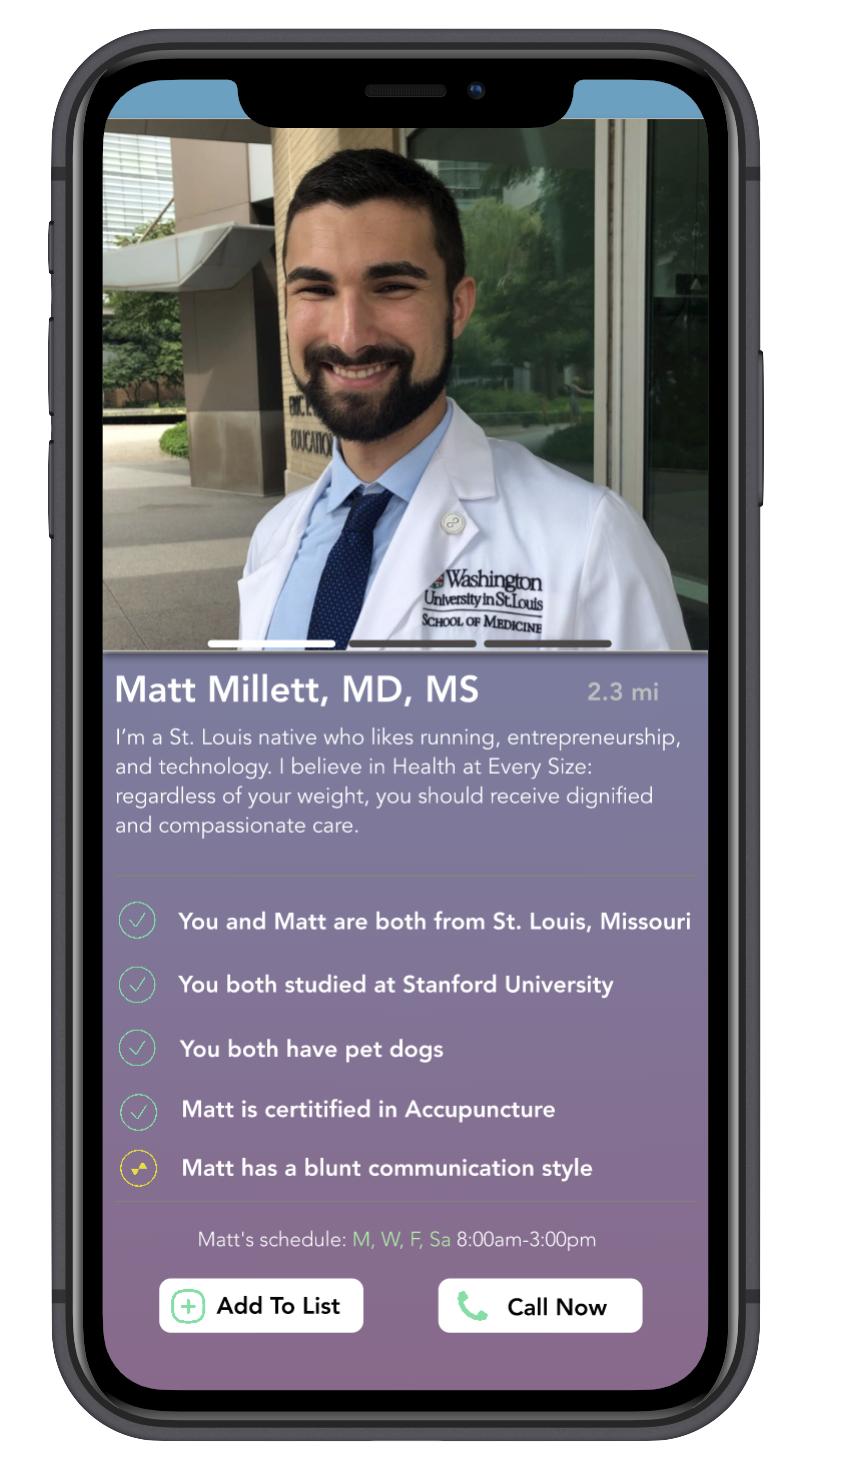 ERIC P.
EDUCATION
Washington
University in St. Louis
SCHOOL OF MEDICINE
Matt Millett, MD, MS
2.3 mi
I'm a St. Louis native who likes running, entrepreneurship,
and technology. I believe in Health at Every Size:
regardless of your weight, you should receive dignified
and compassionate care.
You and Matt are both from St. Louis, Missouri
You both studied at Stanford University
You both have pet dogs
Matt is certitified in Accupuncture
Matt has a blunt communication style
Matt's schedule: M, W, F, Sa 8:00am-3:00pm
Add To List
Call Now